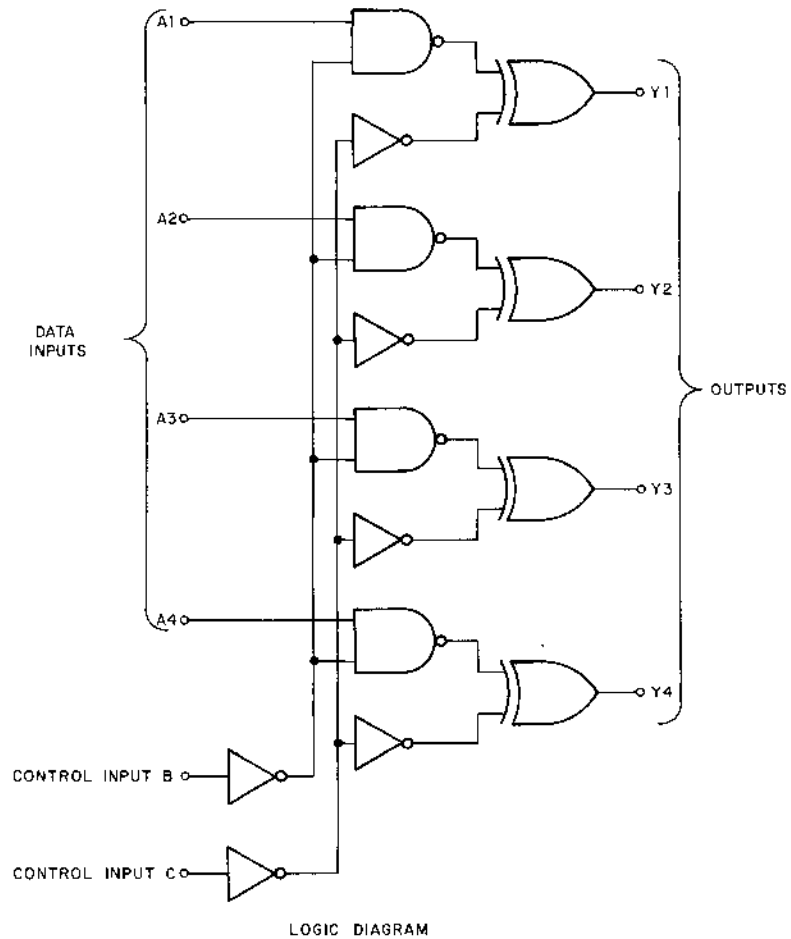 A1
Y1
A2
Y2
DATA
INPUTS
OUTPUTS
A3
Y3
A4
Y4
CONTROL INPUT B
CONTROL INPUT C
LOGIC DIAGRAM